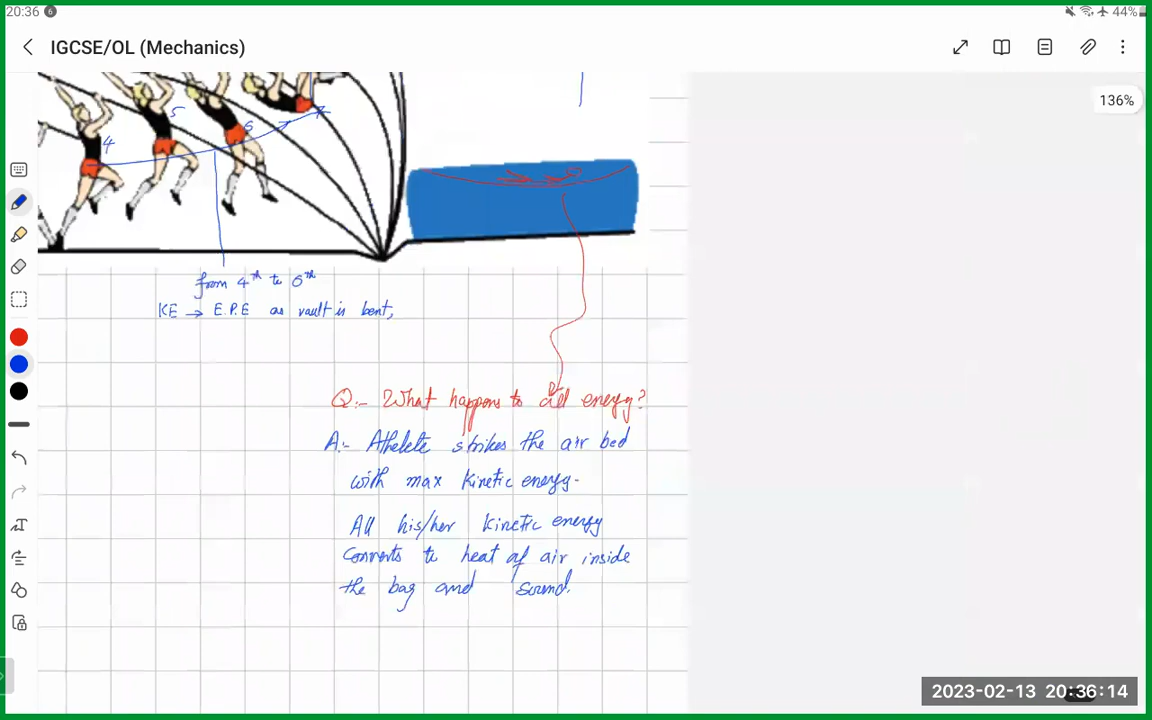 20:36 6
44%
IGCSE/OL (Mechanics)
136%
4
5
6
7
from 4th to 6th
KE → E.P.E as vault is bent,
Q:- What happens to all energy?
A:- Athelete strikes the air bed
with max Kinetic energy.
All his/her Kinetic energy
Converts to heat of air inside
the bag and sound.
2023-02-13 20:36:14